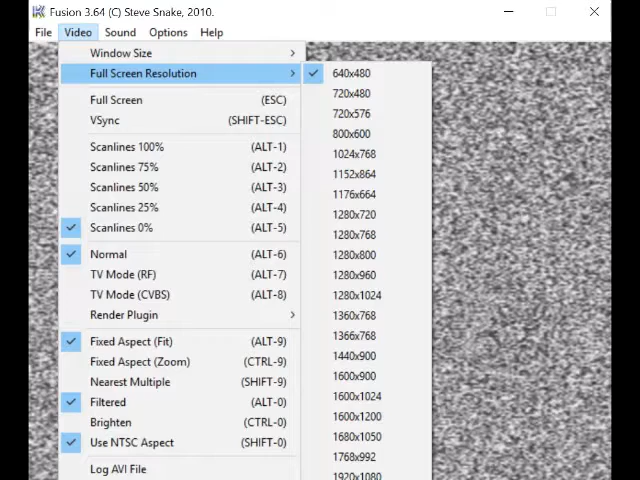 Fusion 3.64 (C) Steve Snake, 2010.
File Video Sound Options Help
Window Size
Full Screen Resolution
Full Screen (ESC)
VSync (SHIFT-ESC)
Scanlines 100% (ALT-1)
Scanlines 75% (ALT-2)
Scanlines 50% (ALT-3)
Scanlines 25% (ALT-4)
Scanlines 0% (ALT-5)
Normal (ALT-6)
TV Mode (RF) (ALT-7)
TV Mode (CVBS) (ALT-8)
Render Plugin
Fixed Aspect (Fit) (ALT-9)
Fixed Aspect (Zoom) (CTRL-9)
Nearest Multiple (SHIFT-9)
Filtered (ALT-0)
Brighten (CTRL-0)
Use NTSC Aspect (SHIFT-0)
Log AVI File
640x480
720x480
720x576
800x600
1024x768
1152x864
1176x664
1280x720
1280x768
1280x800
1280x960
1280x1024
1360x768
1366x768
1440x900
1600x900
1600x1024
1600x1200
1680x1050
1768x992
1920x1080